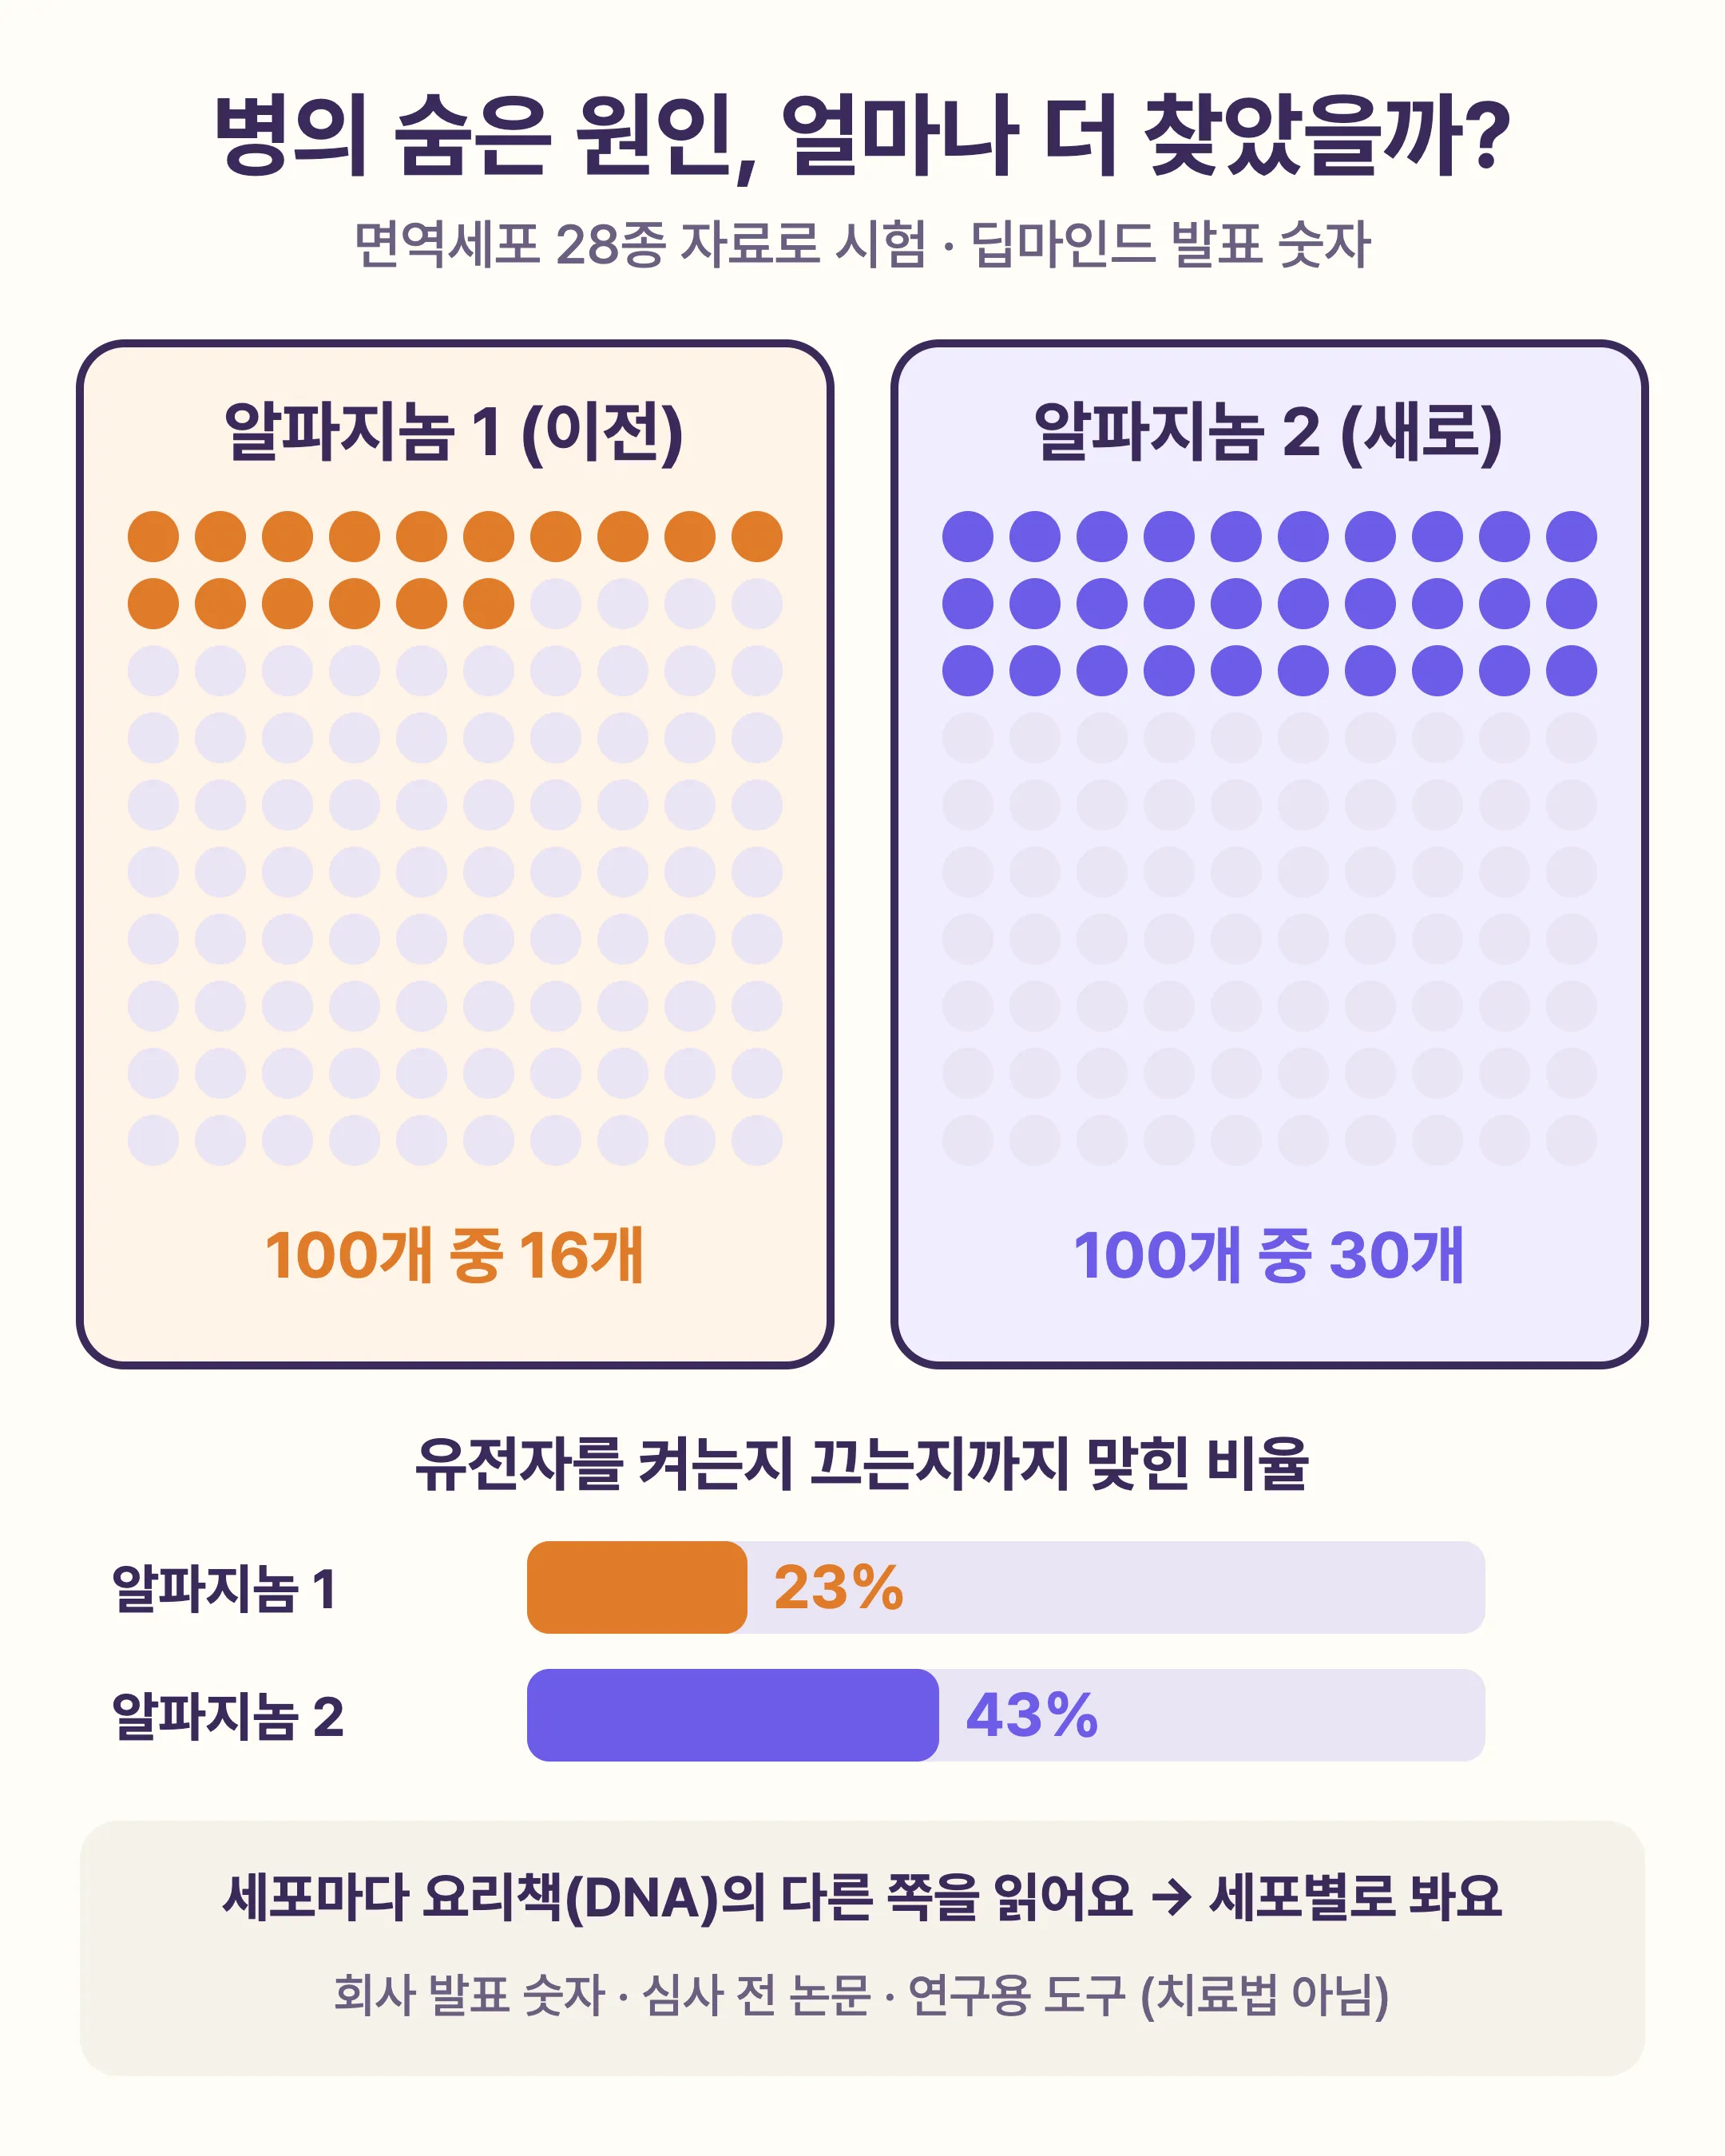 병의 숨은 원인, 얼마나 더 찾았을까?
면역세포 28종 자료로 시험 · 딥마인드 발표 숫자
알파지놈 1 (이전)
100개 중 16개
알파지놈 2 (새로)
100개 중 30개
유전자를 켜는지 끄는지까지 맞힌 비율
알파지놈 1
23%
알파지놈 2
43%
세포마다 요리책(DNA)의 다른 쪽을 읽어요 → 세포별로 봐요
회사 발표 숫자 · 심사 전 논문 · 연구용 도구 (치료법 아님)